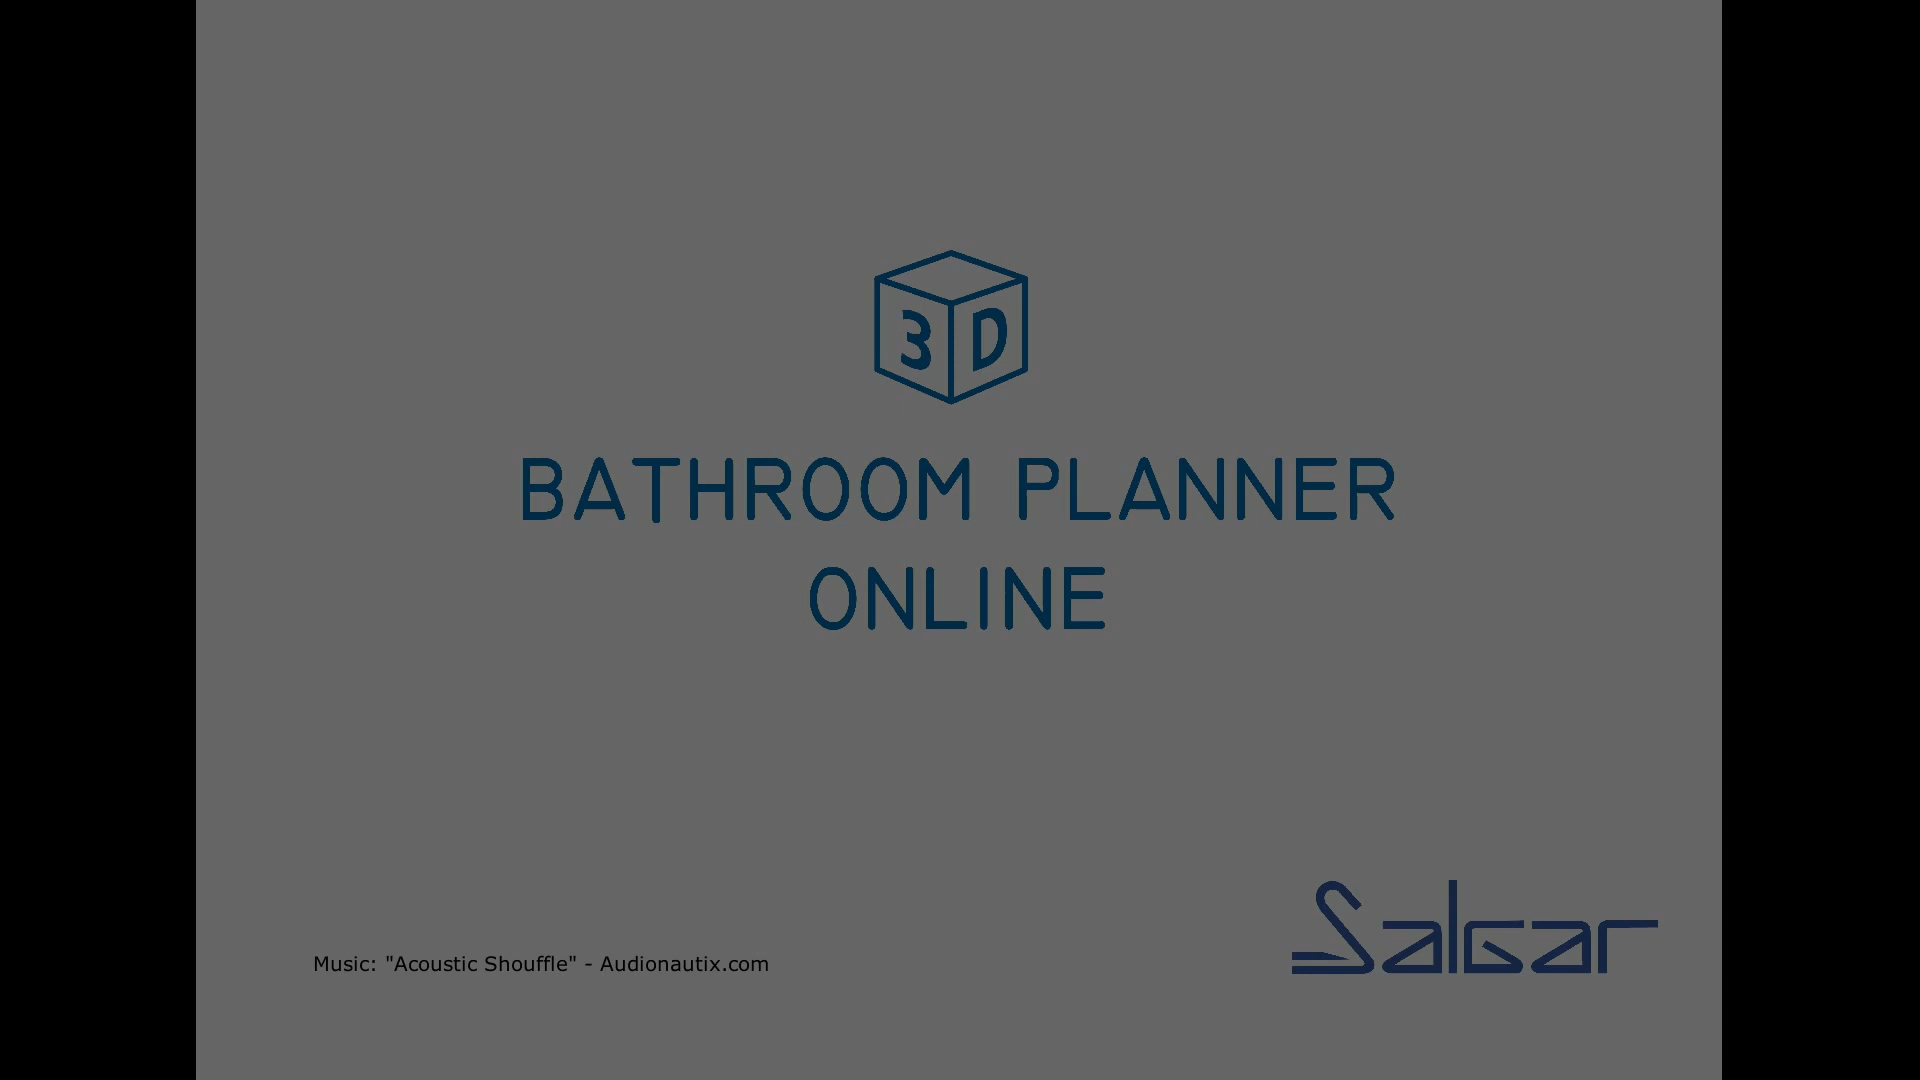 3D
BATHROOM PLANNER
ONLINE
Music: "Acoustic Shouffle" - Audionautix.com
Salgar